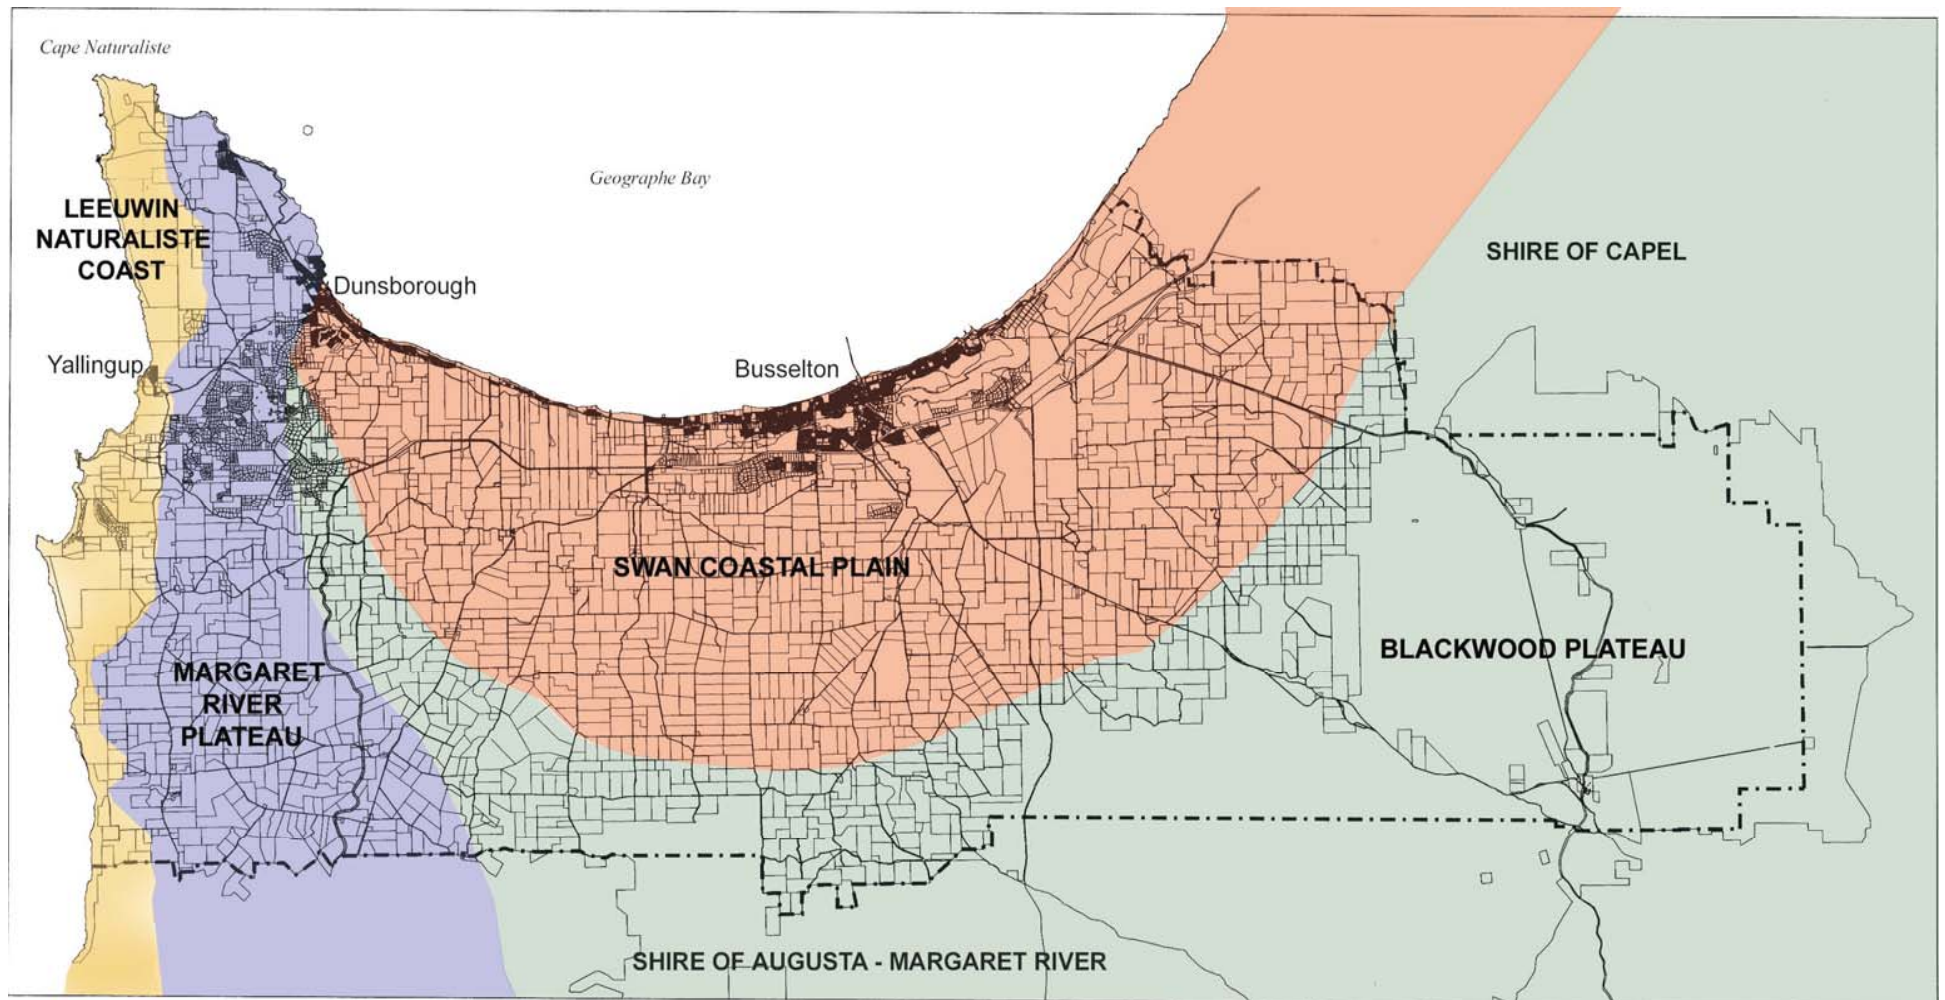 Cape Naturaliste
Geographe Bay
LEEUWIN
NATURALISTE
COAST
SHIRE OF CAPEL
Dunsborough
Yallingup
Busselton
SWAN COASTAL PLAIN
BLACKWOOD PLATEAU
MARGARET
RIVER
PLATEAU
SHIRE OF AUGUSTA - MARGARET RIVER